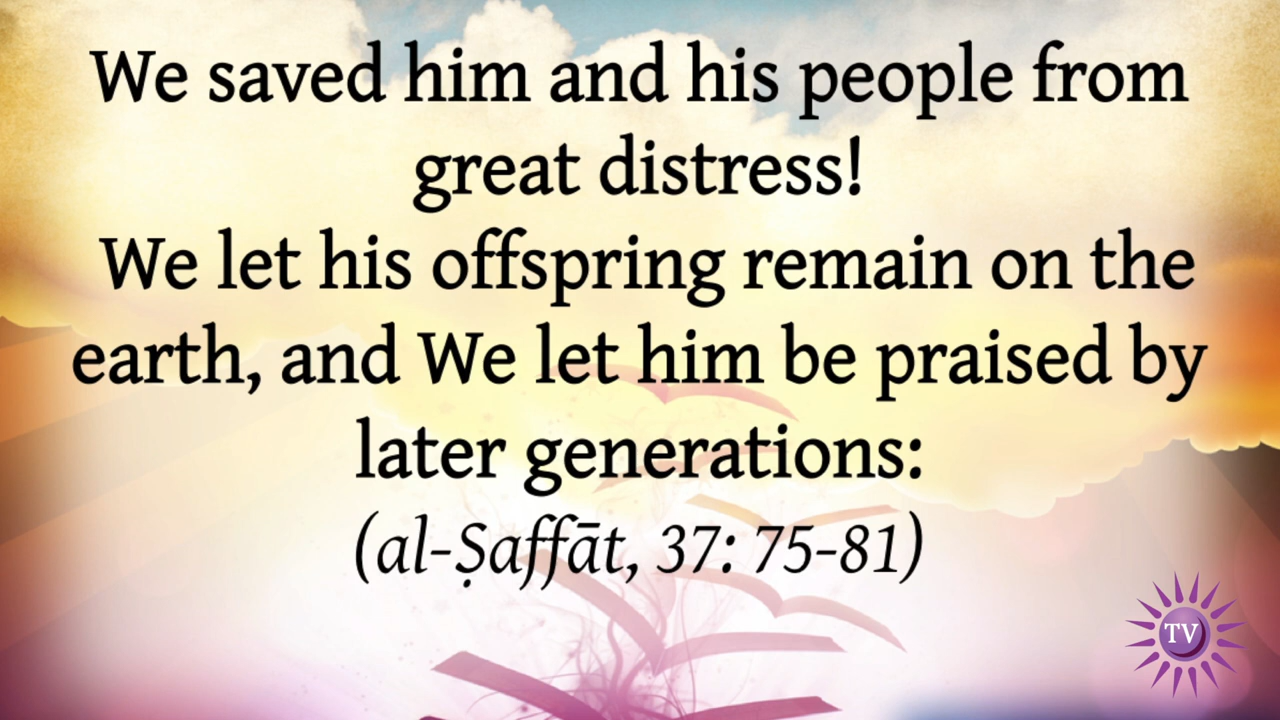 We saved him and his people from
great distress!
We let his offspring remain on the
earth, and We let him be praised by
later generations:
(al-Ṣaffāt, 37: 75-81)
TV